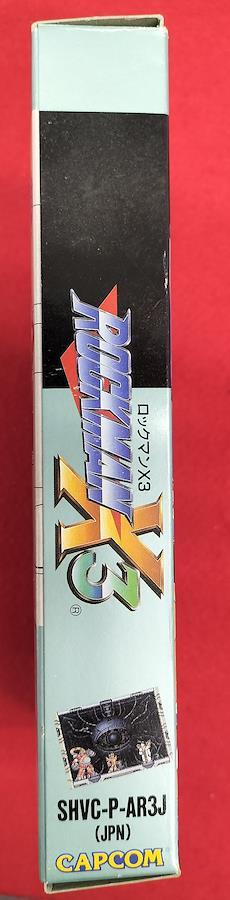 ロックマンX3
ROCKMAN
X3
®
SHVC-P-AR3J
(JPN)
CAPCOM